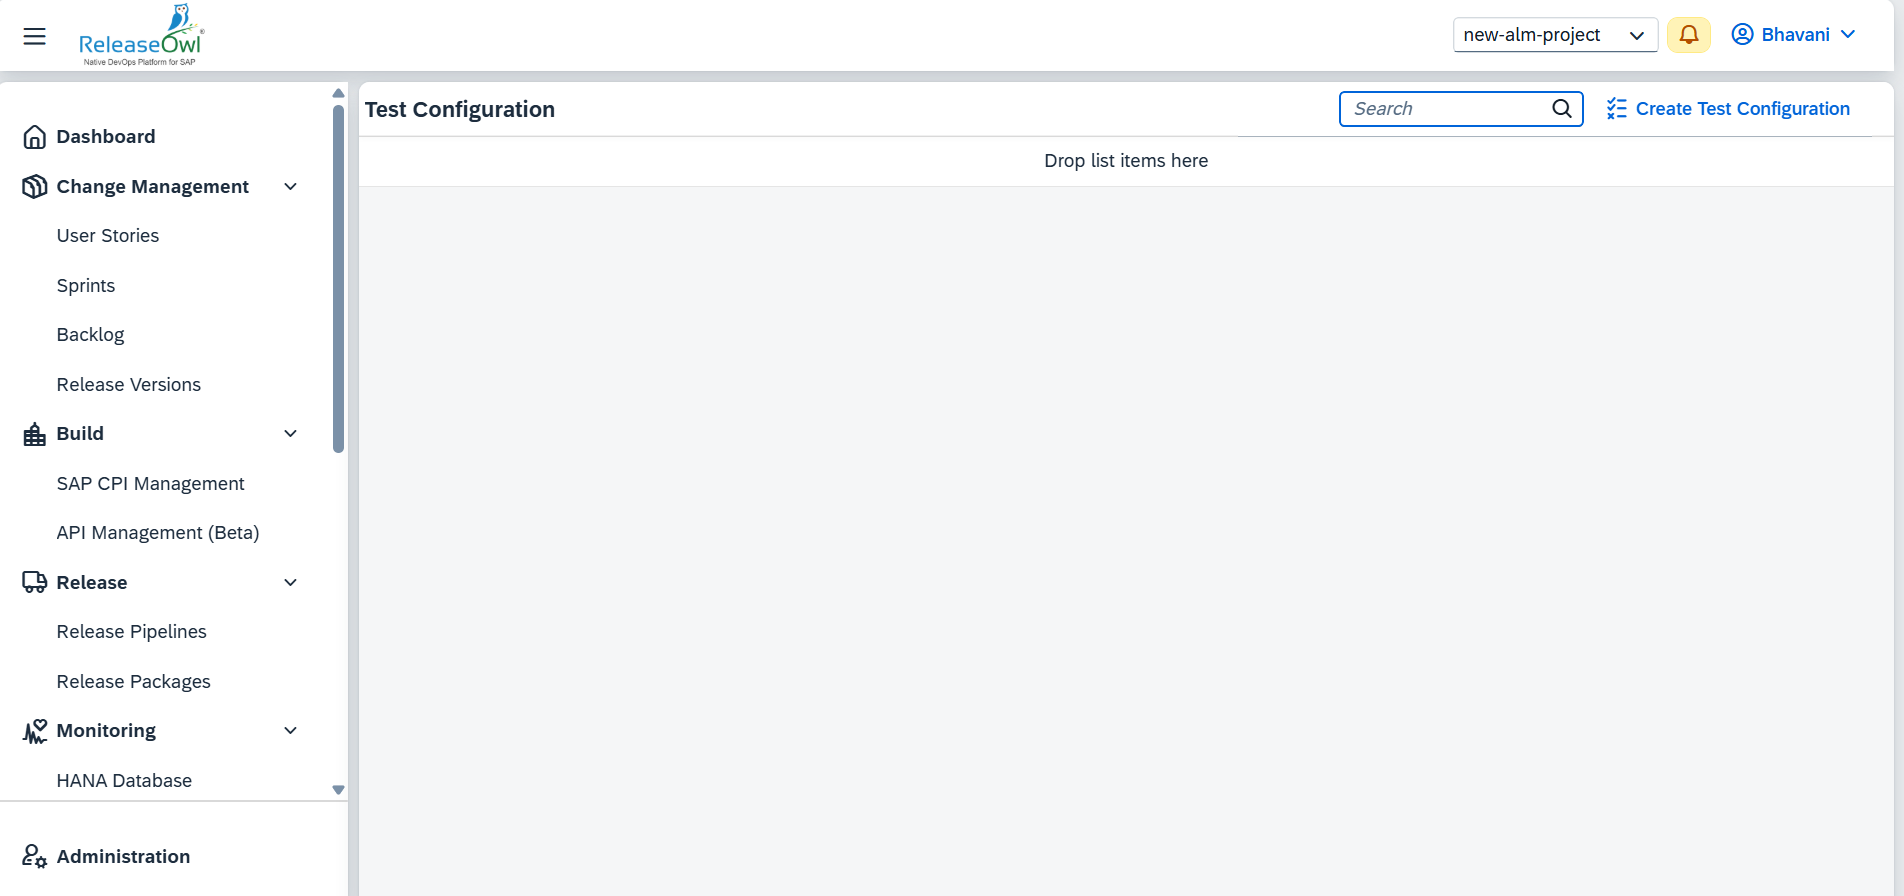 ReleaseOwl®
Native DevOps Platform for SAP
new-alm-project
Bhavani
Dashboard
Change Management
User Stories
Sprints
Backlog
Release Versions
Build
SAP CPI Management
API Management (Beta)
Release
Release Pipelines
Release Packages
Monitoring
HANA Database
Administration
Test Configuration
Search
Create Test Configuration
Drop list items here